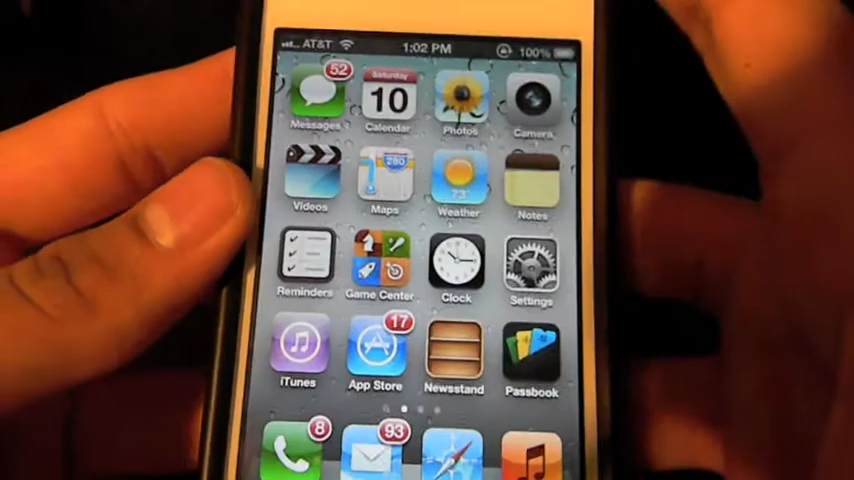 AT&T 1:02 PM 100%
52
Saturday
10
280
Messages Calendar Photos Camera
73°
Videos Maps Weather Notes
Reminders Game Center Clock Settings
17
iTunes App Store Newsstand Passbook
8 93